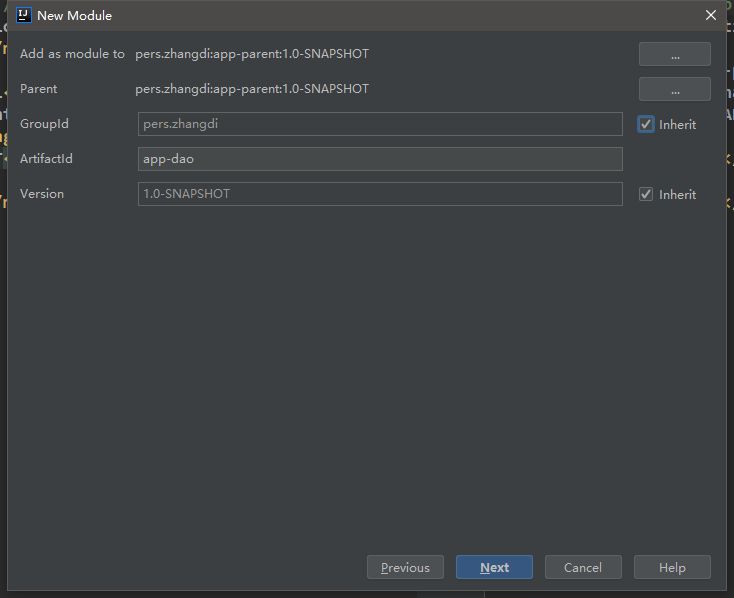 New Module
Add as module to pers.zhangdi:app-parent:1.0-SNAPSHOT ...
Parent pers.zhangdi:app-parent:1.0-SNAPSHOT ...
GroupId pers.zhangdi Inherit
ArtifactId app-dao
Version 1.0-SNAPSHOT Inherit
Previous Next Cancel Help